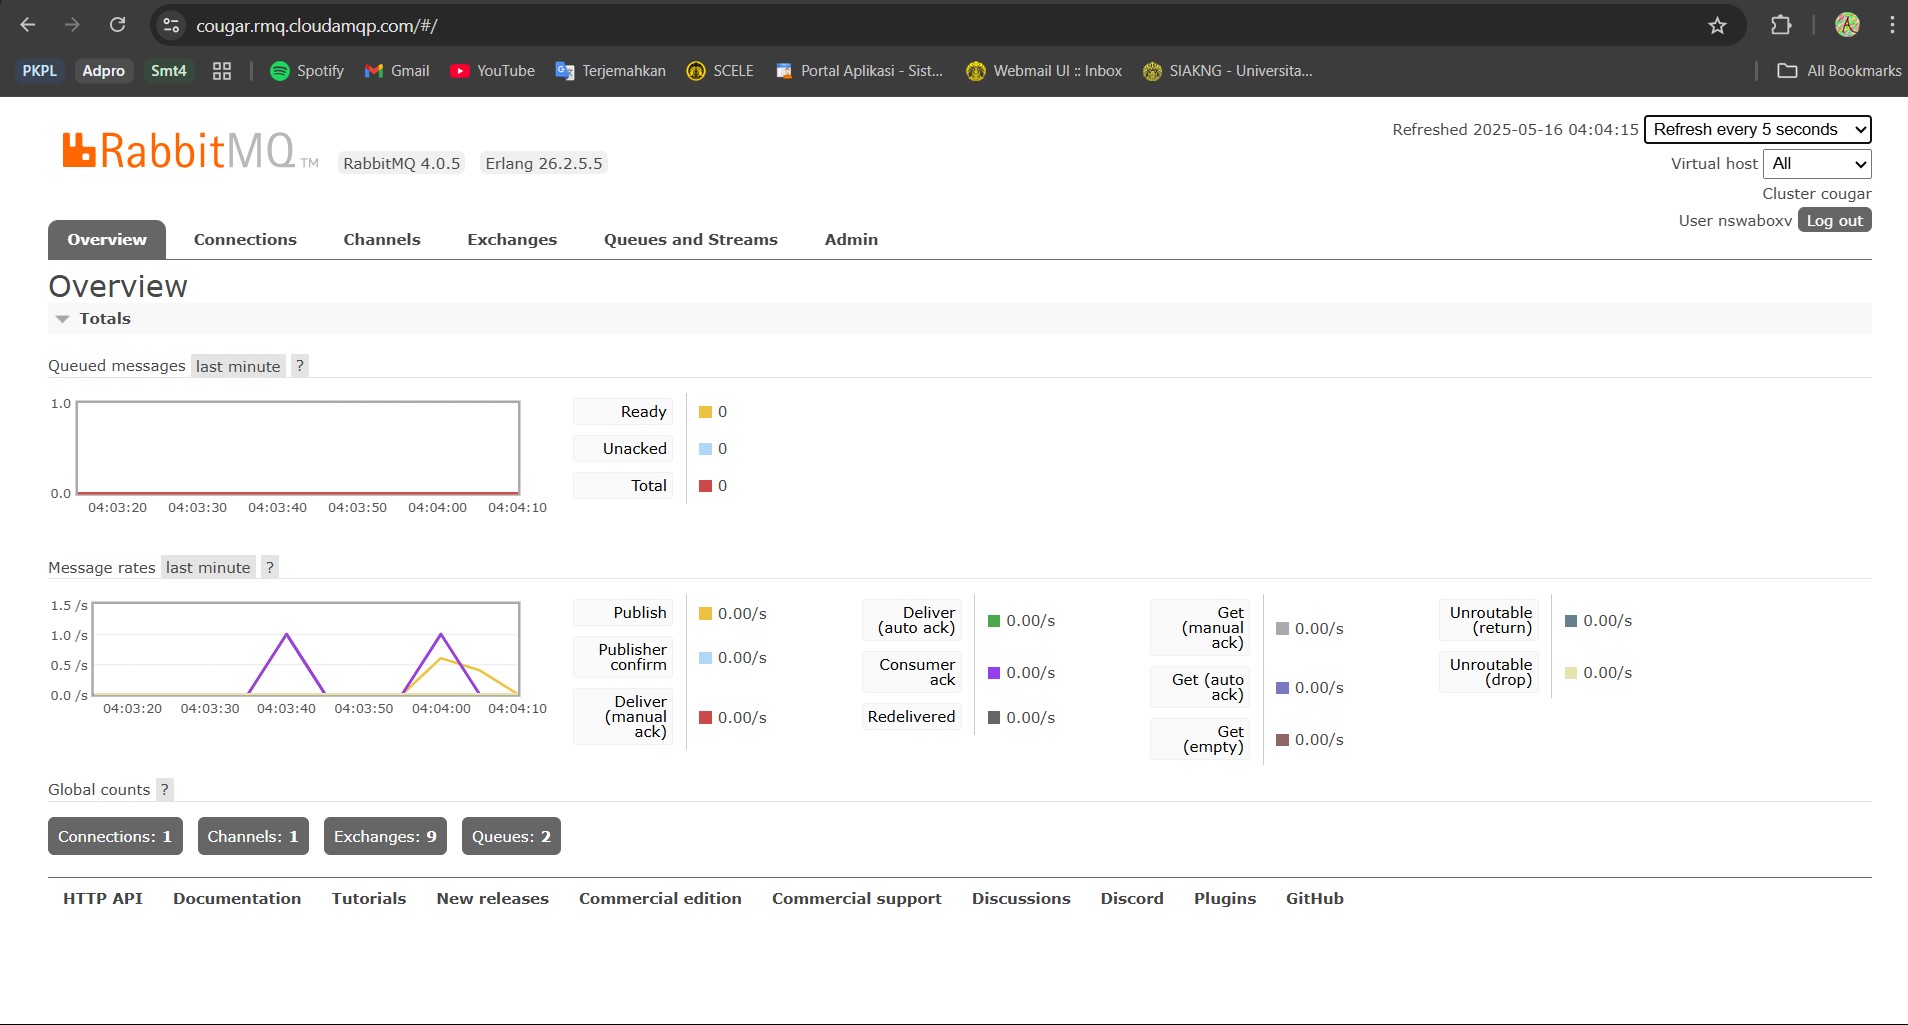 cougar.rmq.cloudamqp.com/#/
PKPL Adpro Smt4 Spotify Gmail YouTube Terjemahkan SCELE Portal Aplikasi - Sist... Webmail UI :: Inbox SIAKNG - Universita... All Bookmarks
RabbitMQ TM RabbitMQ 4.0.5 Erlang 26.2.5.5
Refreshed 2025-05-16 04:04:15 Refresh every 5 seconds
Virtual host All
Cluster cougar
User nswaboxv Log out
Overview Connections Channels Exchanges Queues and Streams Admin
Overview
Totals
Queued messages last minute ?
1.0
0.0
04:03:20 04:03:30 04:03:40 04:03:50 04:04:00 04:04:10
Ready 0
Unacked 0
Total 0
Message rates last minute ?
1.5 /s
1.0 /s
0.5 /s
0.0 /s
04:03:20 04:03:30 04:03:40 04:03:50 04:04:00 04:04:10
Publish 0.00/s
Publisher
confirm 0.00/s
Deliver
(manual
ack) 0.00/s
Deliver
(auto ack) 0.00/s
Consumer
ack 0.00/s
Redelivered 0.00/s
Get
(manual
ack) 0.00/s
Get (auto
ack) 0.00/s
Get
(empty) 0.00/s
Unroutable
(return) 0.00/s
Unroutable
(drop) 0.00/s
Global counts ?
Connections: 1 Channels: 1 Exchanges: 9 Queues: 2
HTTP API Documentation Tutorials New releases Commercial edition Commercial support Discussions Discord Plugins GitHub